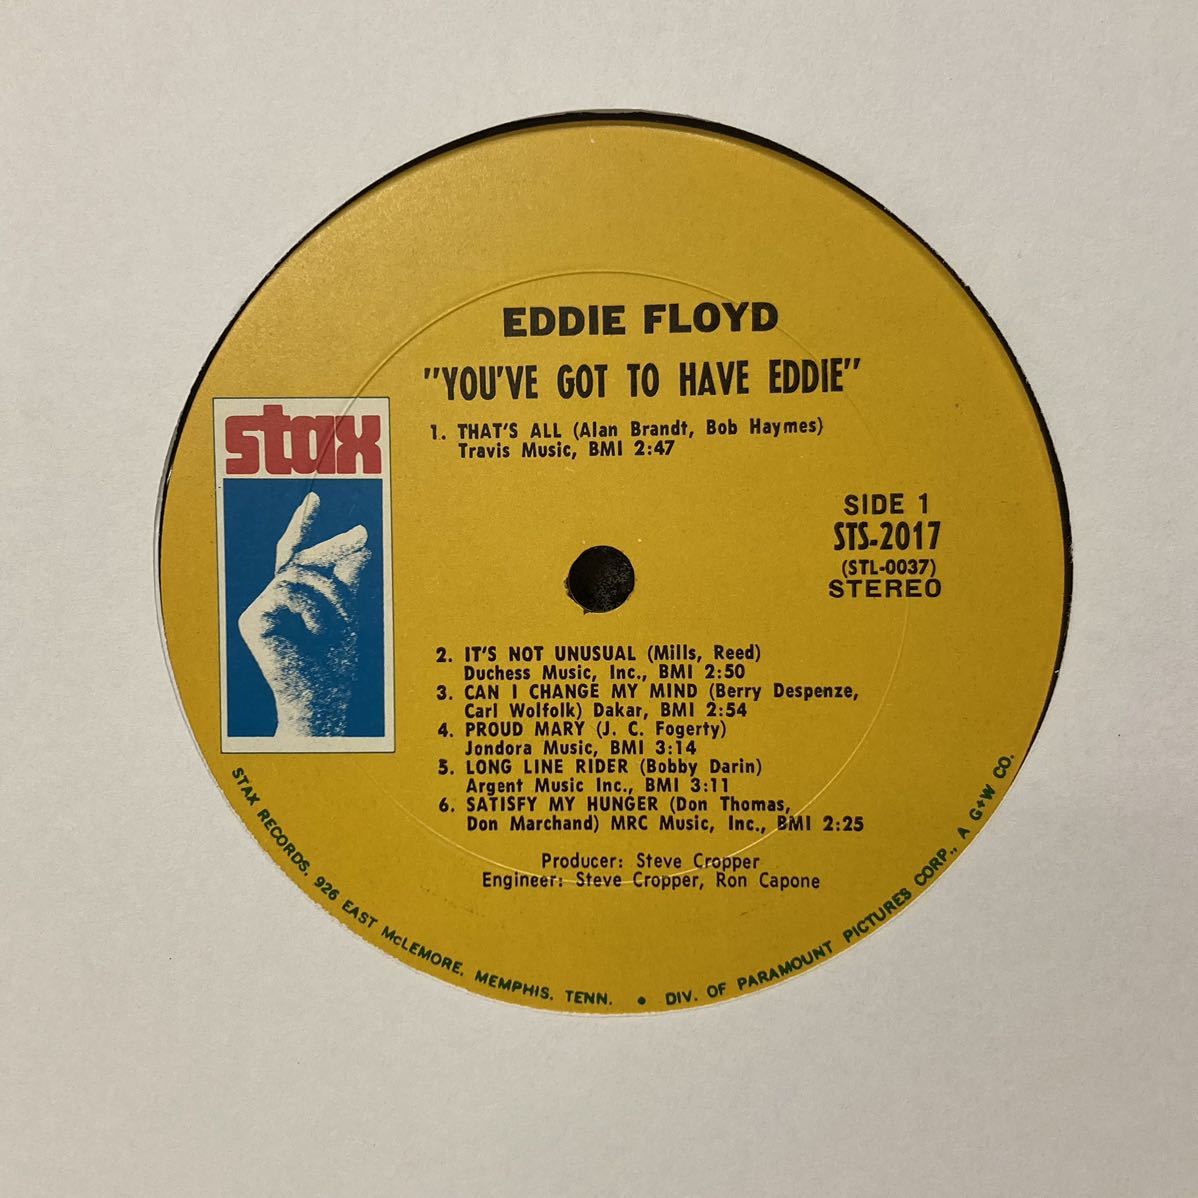 EDDIE FLOYD
"YOU'VE GOT TO HAVE EDDIE"
1. THAT'S ALL (Alan Brandt, Bob Haymes)
Travis Music, BMI 2:47
stax
SIDE 1
STS-2017
(STL-0037)
STEREO
2. IT'S NOT UNUSUAL (Mills, Reed)
Duchess Music, Inc., BMI 2:50
3. CAN I CHANGE MY MIND (Berry Despenze,
Carl Wolfolk) Dakar, BMI 2:54
4. PROUD MARY (J. C. Fogerty)
Jondora Music, BMI 3:14
5. LONG LINE RIDER (Bobby Darin)
Argent Music Inc., BMI 3:11
6. SATISFY MY HUNGER (Don Thomas,
Don Marchand) MRC Music, Inc., BMI 2:25
Producer: Steve Cropper
Engineer: Steve Cropper, Ron Capone
STAX RECORDS, 926 EAST McLEMORE, MEMPHIS, TENN. • DIV. OF PARAMOUNT PICTURES CORP., A G+W CO.